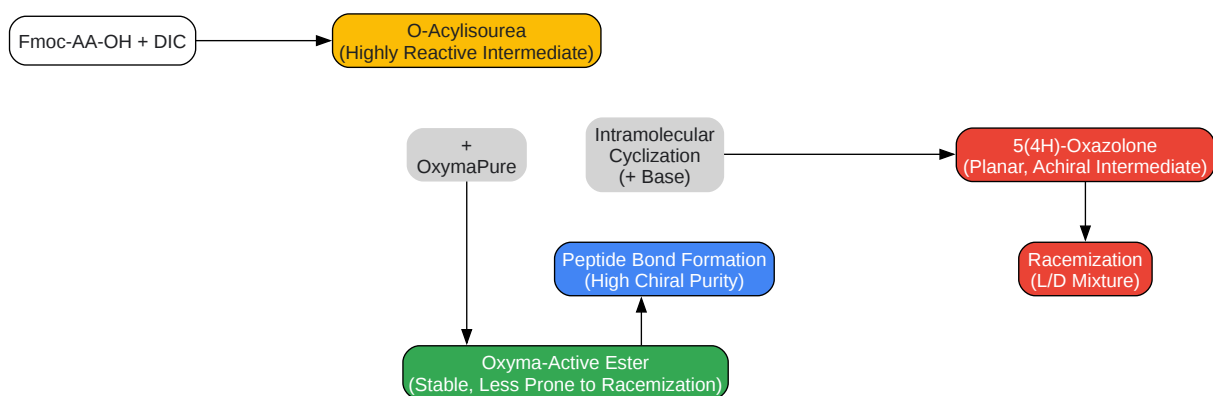 Fmoc-AA-OH + DIC
O-Acylisourea
(Highly Reactive Intermediate)
+
OxymaPure
Intramolecular
Cyclization
(+ Base)
5(4H)-Oxazolone
(Planar, Achiral Intermediate)
Peptide Bond Formation
(High Chiral Purity)
Racemization
(L/D Mixture)
Oxyma-Active Ester
(Stable, Less Prone to Racemization)